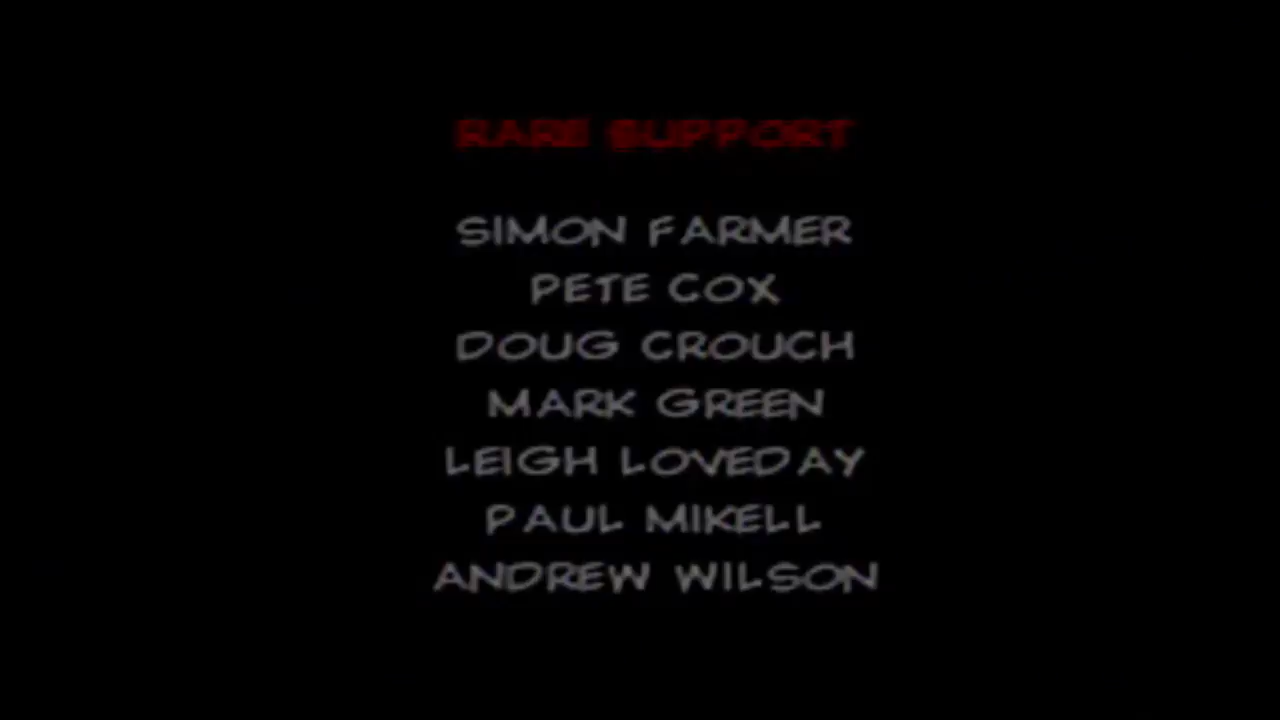 RARE SUPPORT
SIMON FARMER
PETE COX
DOUG CROUCH
MARK GREEN
LEIGH LOVEDAY
PAUL MIKELL
ANDREW WILSON